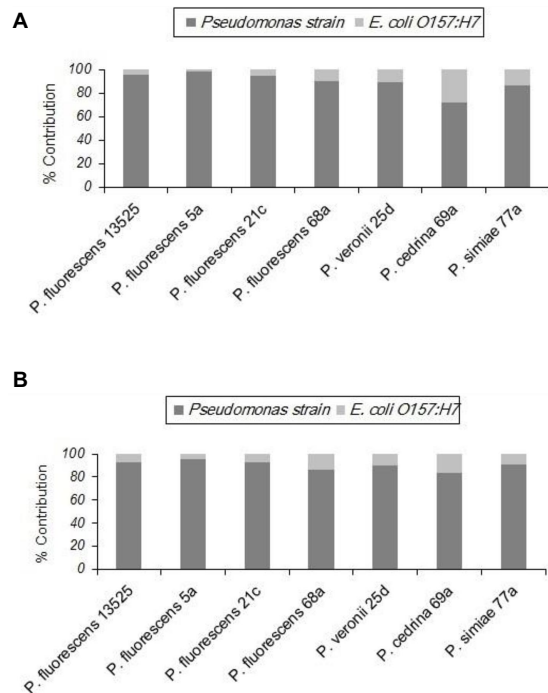 A
Pseudomonas strain E. coli O157:H7
% Contribution
100
80
60
40
20
0
P. fluorescens 13525
P. fluorescens 5a
P. fluorescens 21c
P. fluorescens 68a
P. veronii 25d
P. cedrina 69a
P. simiae 77a
B
Pseudomonas strain E. coli O157:H7
% Contribution
100
80
60
40
20
0
P. fluorescens 13525
P. fluorescens 5a
P. fluorescens 21c
P. fluorescens 68a
P. veronii 25d
P. cedrina 69a
P. simiae 77a